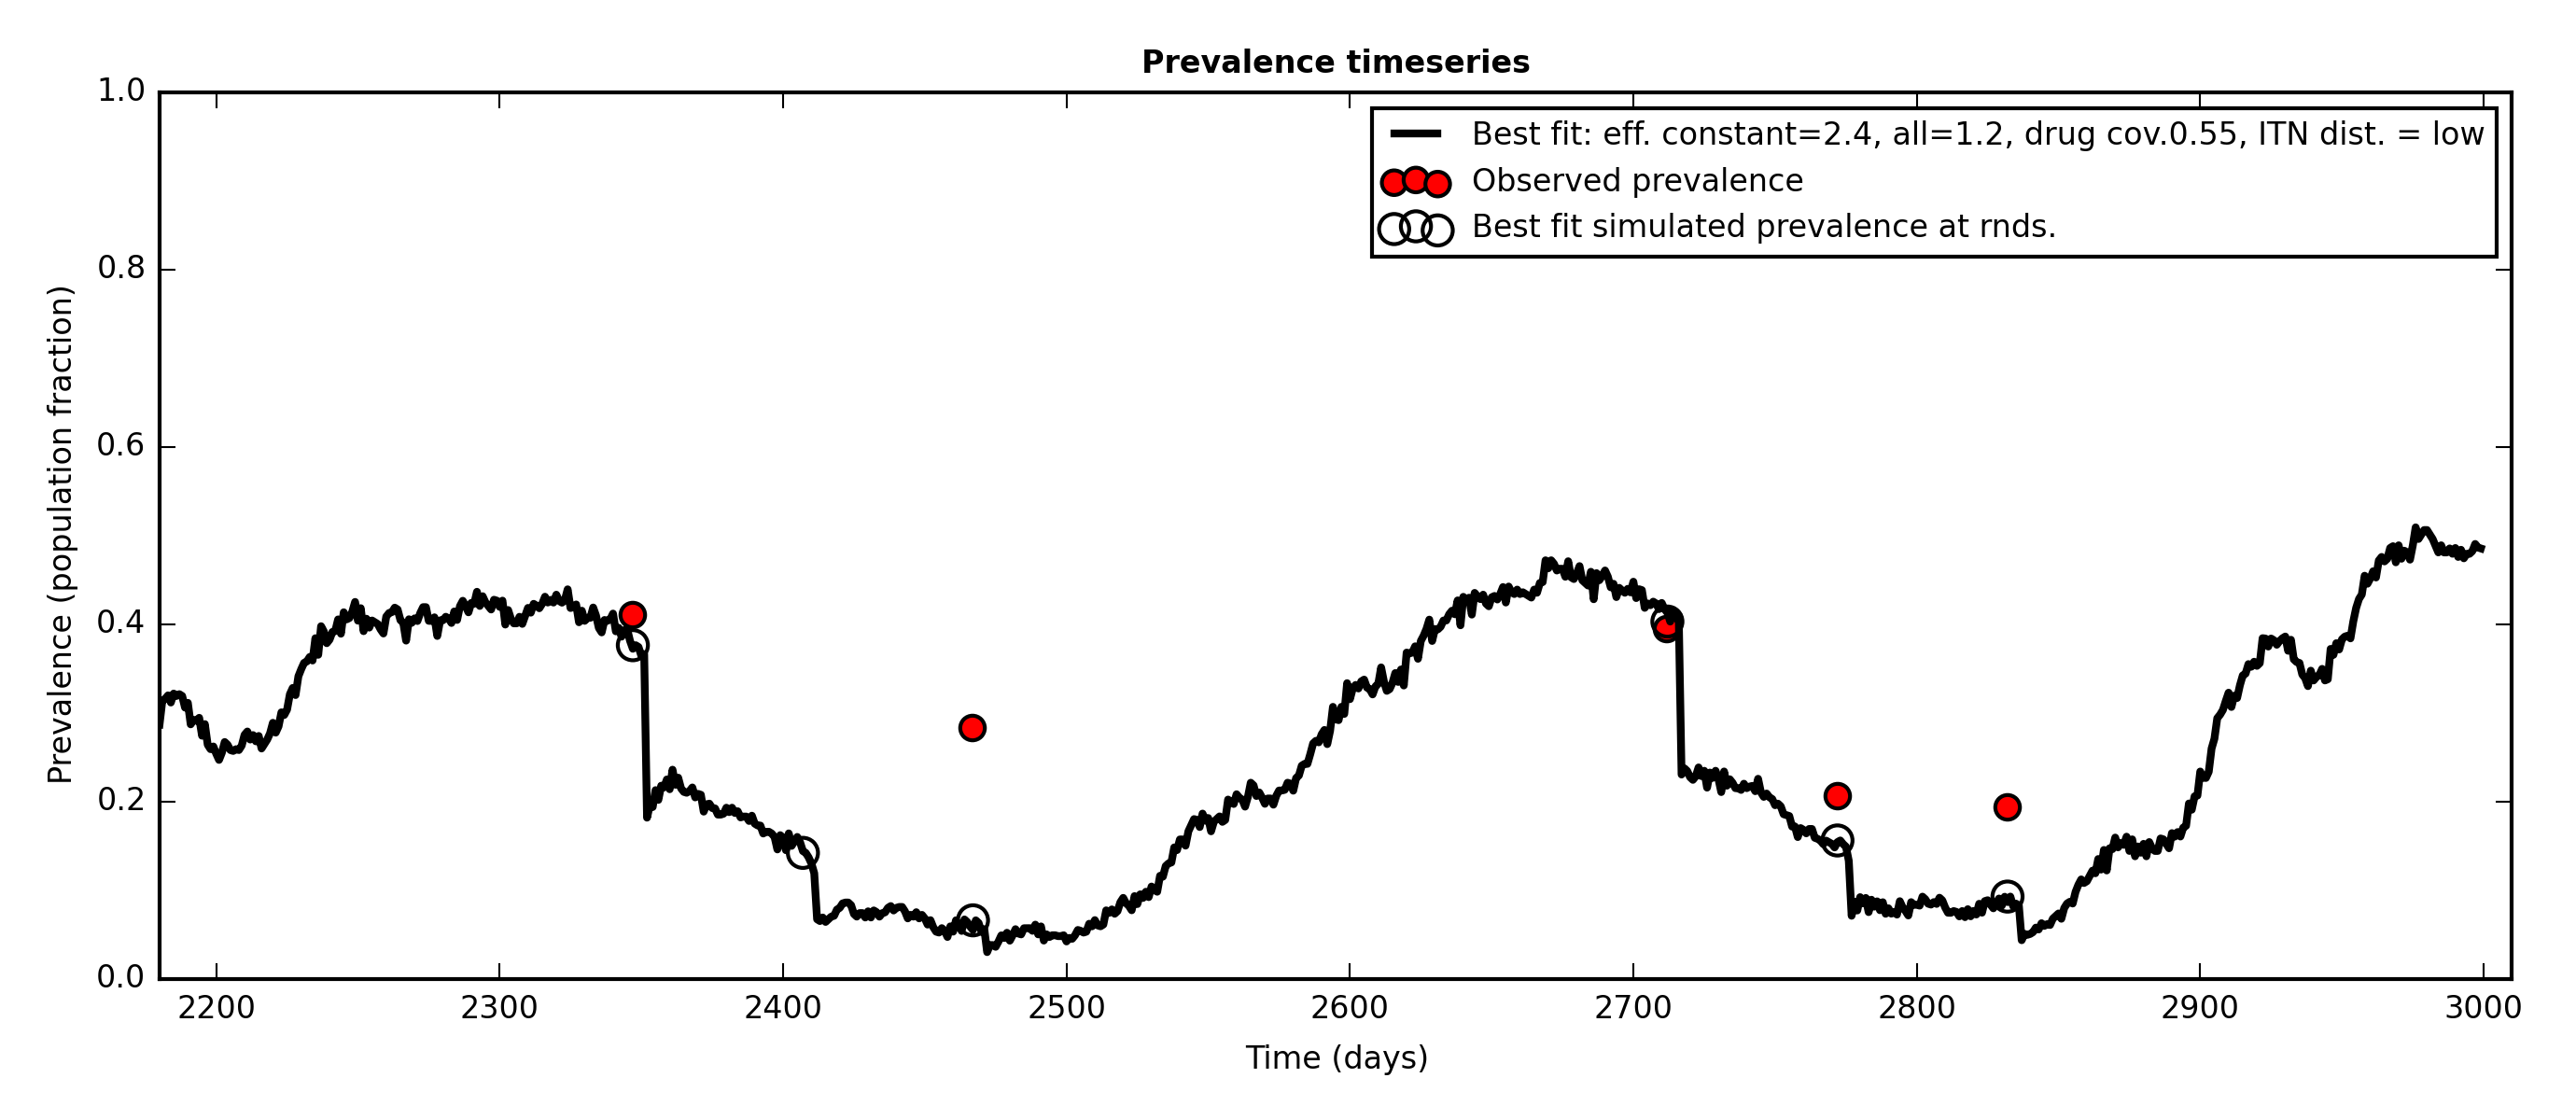 Prevalence timeseries
1.0
0.8
0.6
0.4
0.2
0.0
Prevalence (population fraction)
Best fit: eff. constant=2.4, all=1.2, drug cov.0.55, ITN dist. = low
Observed prevalence
Best fit simulated prevalence at rnds.
2200 2300 2400 2500 2600 2700 2800 2900 3000
Time (days)